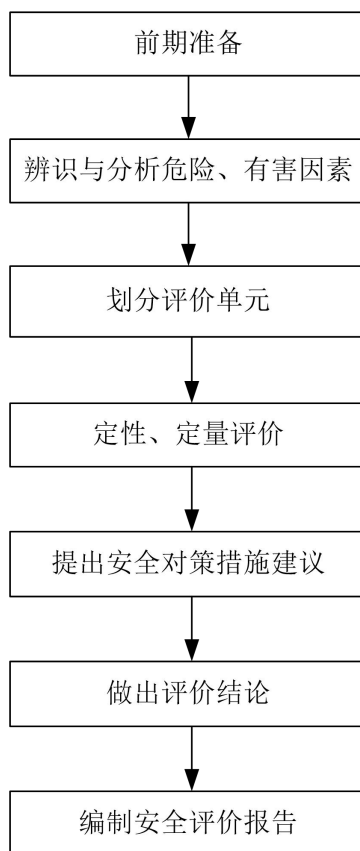 前期准备
辨识与分析危险、有害因素
划分评价单元
定性、定量评价
提出安全对策措施建议
做出评价结论
编制安全评价报告